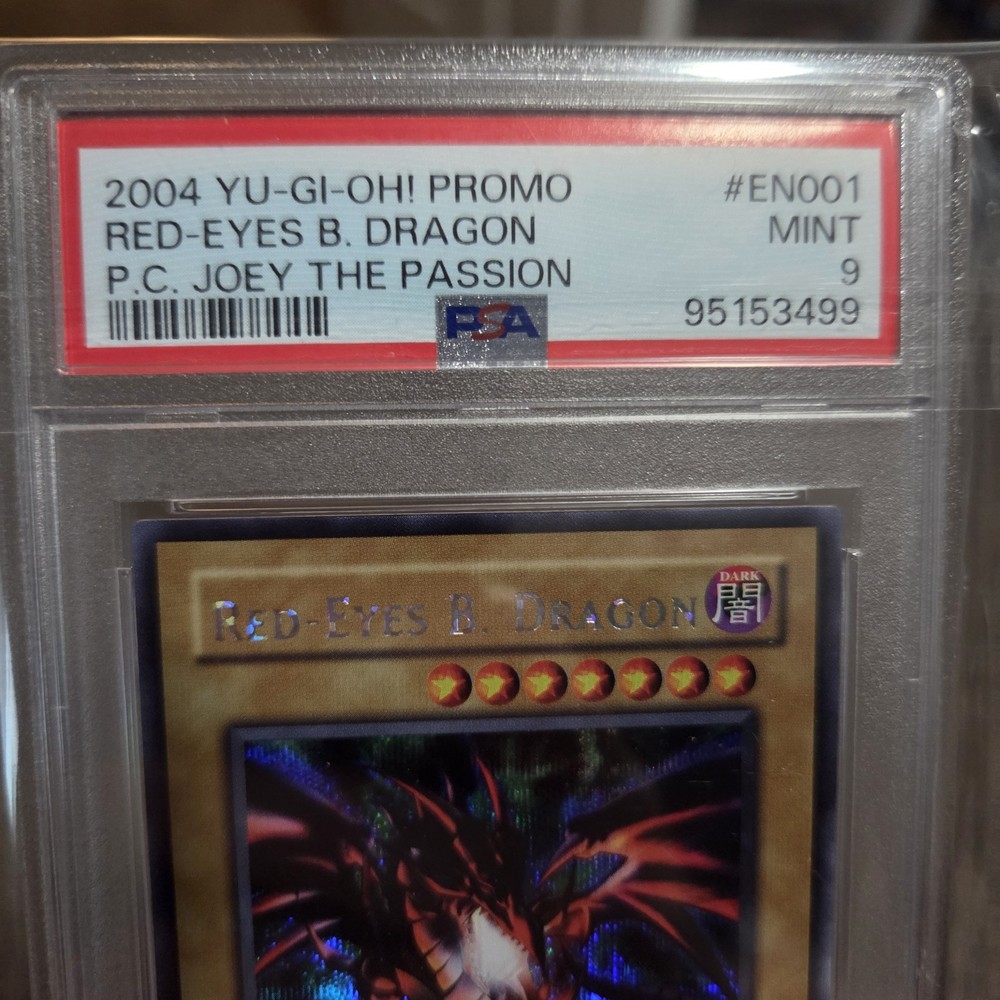 2004 YU-GI-OH! PROMO #EN001
RED-EYES B. DRAGON MINT
P.C. JOEY THE PASSION 9
PSA 95153499
RED-EYES B. DRAGON
DARK
闇